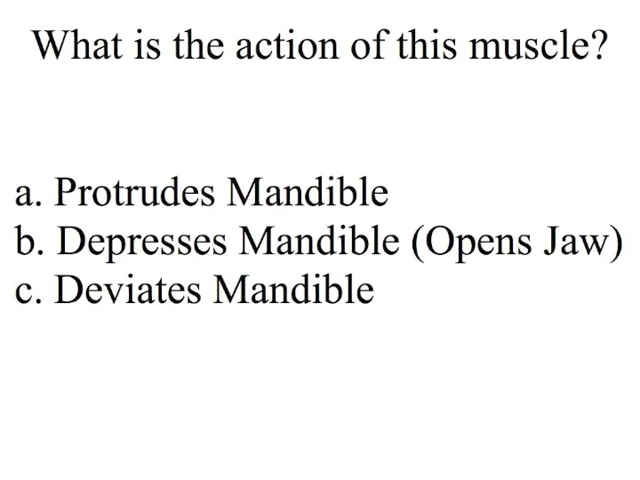 What is the action of this muscle?
a. Protrudes Mandible
b. Depresses Mandible (Opens Jaw)
c. Deviates Mandible